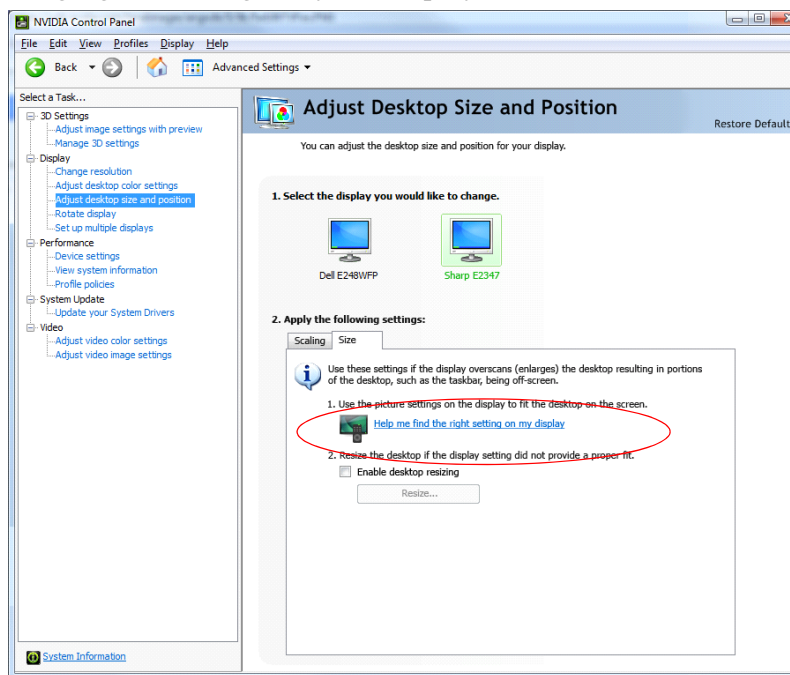 NVIDIA Control Panel
File Edit View Profiles Display Help
Back Advanced Settings
Select a Task...
3D Settings
Adjust image settings with preview
Manage 3D settings
Display
Change resolution
Adjust desktop color settings
Adjust desktop size and position
Rotate display
Set up multiple displays
Performance
Device settings
View system information
Profile policies
System Update
Update your System Drivers
Video
Adjust video color settings
Adjust video image settings
System Information
Adjust Desktop Size and Position
Restore Default
You can adjust the desktop size and position for your display.
1. Select the display you would like to change.
Dell E248WFP Sharp E2347
2. Apply the following settings:
Scaling Size
Use these settings if the display overscans (enlarges) the desktop resulting in portions
of the desktop, such as the taskbar, being off-screen.
1. Use the picture settings on the display to fit the desktop on the screen.
Help me find the right setting on my display
2. Resize the desktop if the display setting did not provide a proper fit.
Enable desktop resizing
Resize...